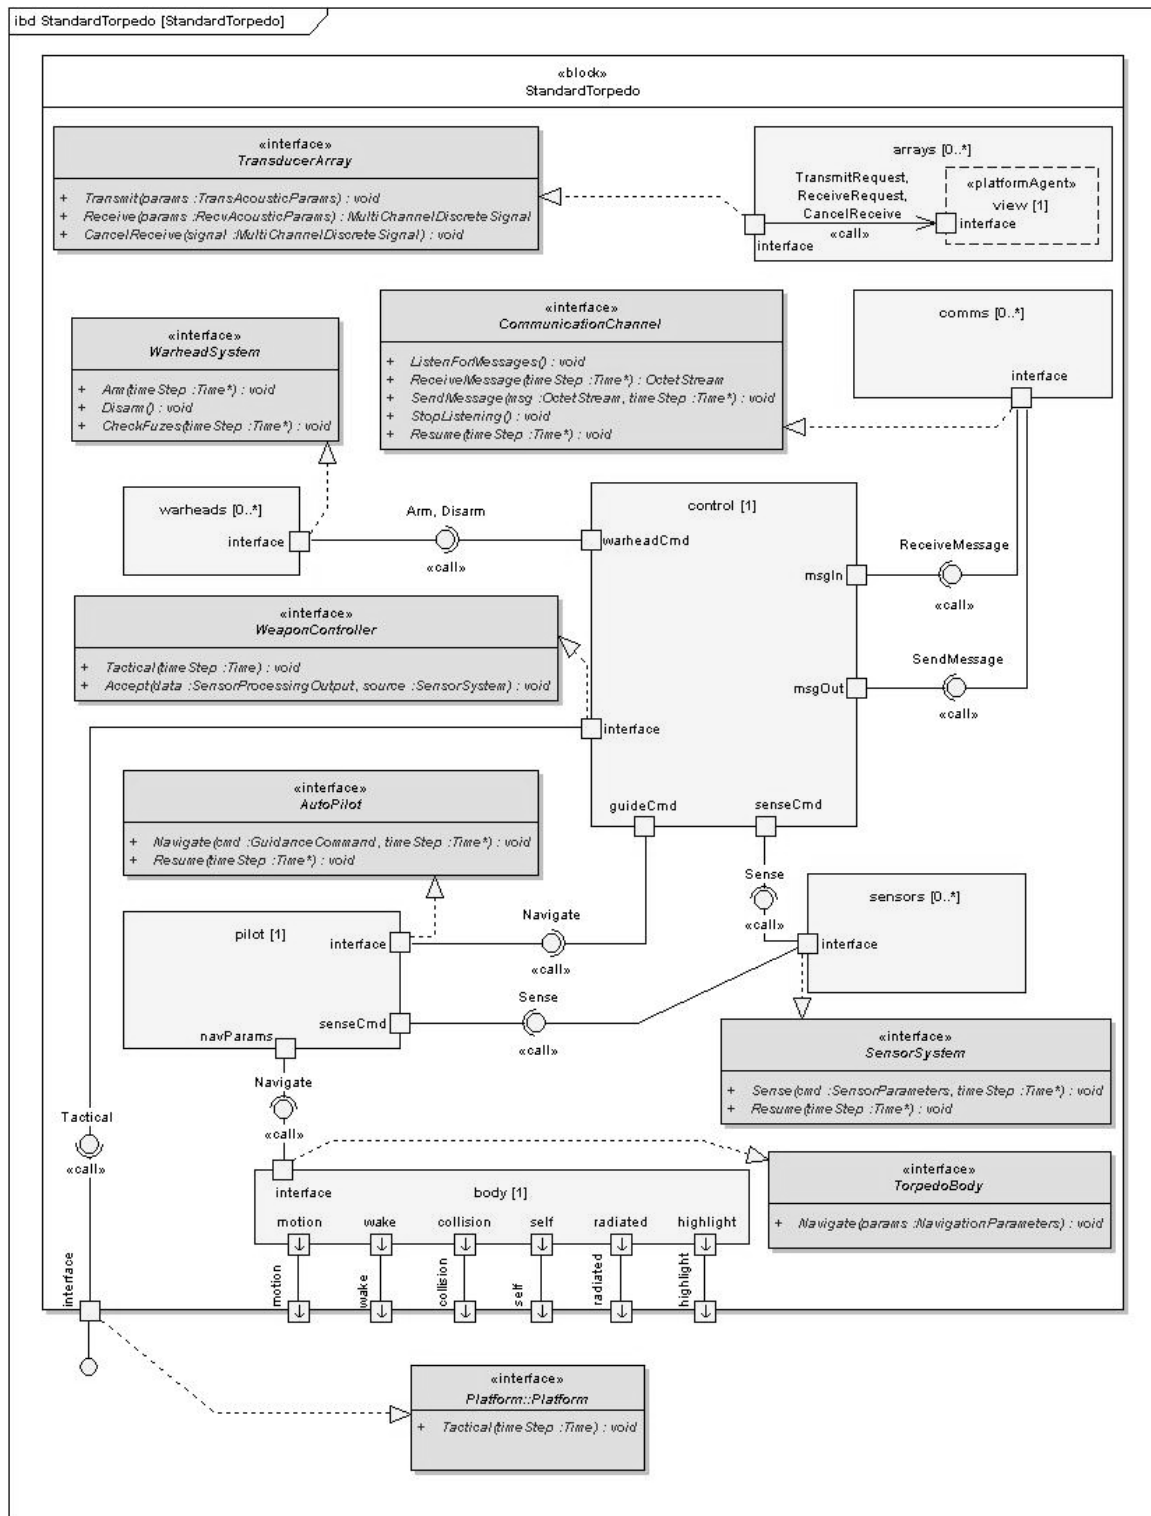 ibd StandardTorpedo [StandardTorpedo]
«block»
StandardTorpedo
«interface»
TransducerArray
+ Transmit(params :TransAcousticParams) : void
+ Receive(params :RecvAcousticParams) : MultiChannelDiscreteSignal
+ CancelReceive(signal :MultiChannelDiscreteSignal) : void
arrays [0..*]
TransmitRequest,
ReceiveRequest,
CancelReceive
«call»
interface
«platformAgent»
view [1]
interface
«interface»
CommunicationChannel
+ ListenForMessages() : void
+ ReceiveMessage(timeStep :Time*) : OctetStream
+ SendMessage(msg :OctetStream, timeStep :Time*) : void
+ StopListening() : void
+ Resume(timeStep :Time*) : void
comms [0..*]
interface
«interface»
WarheadSystem
+ Arm(timeStep :Time*) : void
+ Disarm() : void
+ CheckFuzes(timeStep :Time*) : void
warheads [0..*]
interface
Arm, Disarm
«call»
control [1]
warheadCmd
msgIn
ReceiveMessage
«call»
msgOut
SendMessage
«call»
interface
guideCmd
senseCmd
«interface»
WeaponController
+ Tactical(timeStep :Time) : void
+ Accept(data :SensorProcessingOutput, source :SensorSystem) : void
«interface»
AutoPilot
+ Navigate(cmd :GuidanceCommand, timeStep :Time*) : void
+ Resume(timeStep :Time*) : void
Sense
«call»
sensors [0..*]
interface
pilot [1]
interface
senseCmd
navParams
Navigate
«call»
Sense
«call»
«interface»
SensorSystem
+ Sense(cmd :SensorParameters, timeStep :Time*) : void
+ Resume(timeStep :Time*) : void
Navigate
«call»
Tactical
«call»
interface
body [1]
motion
wake
collision
self
radiated
highlight
«interface»
TorpedoBody
+ Navigate(params :NavigationParameters) : void
interface
motion
wake
collision
self
radiated
highlight
«interface»
Platform::Platform
+ Tactical(timeStep :Time) : void